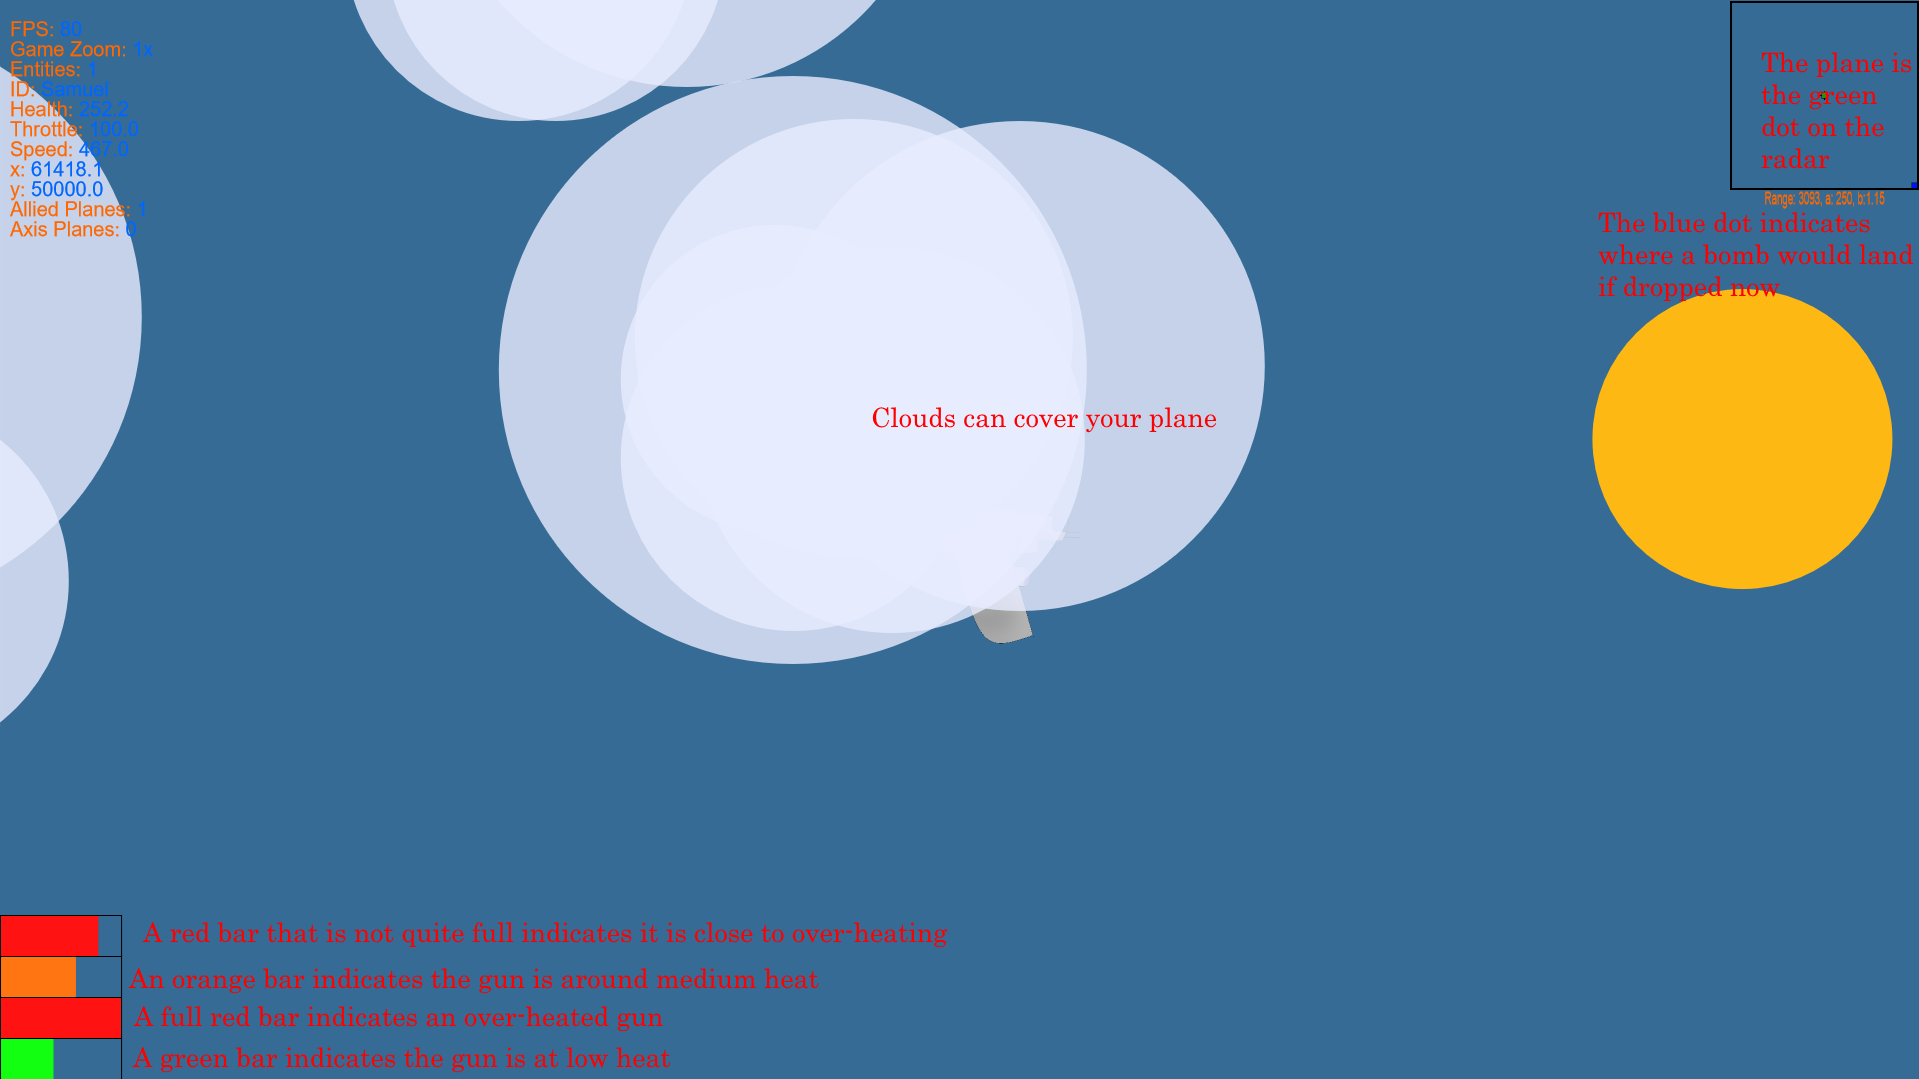 FPS: 80
Game Zoom: 1x
Entities: 1
ID: Samuel
Health: 252.2
Throttle: 100.0
Speed: 467.0
x: 61418.1
y: 50000.0
Allied Planes: 1
Axis Planes: 0
The plane is
the green
dot on the
radar
Range: 3093, a: 250, b:1.15
The blue dot indicates
where a bomb would land
if dropped now
Clouds can cover your plane
A red bar that is not quite full indicates it is close to over-heating
An orange bar indicates the gun is around medium heat
A full red bar indicates an over-heated gun
A green bar indicates the gun is at low heat